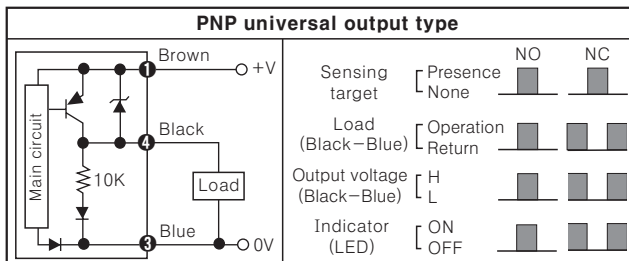 PNP universal output type
Brown
1
+V
Black
4
Main circuit
10K
Load
Blue
3
0V
NO NC
Sensing target Presence None
Load (Black−Blue) Operation Return
Output voltage (Black−Blue) H L
Indicator (LED) ON OFF